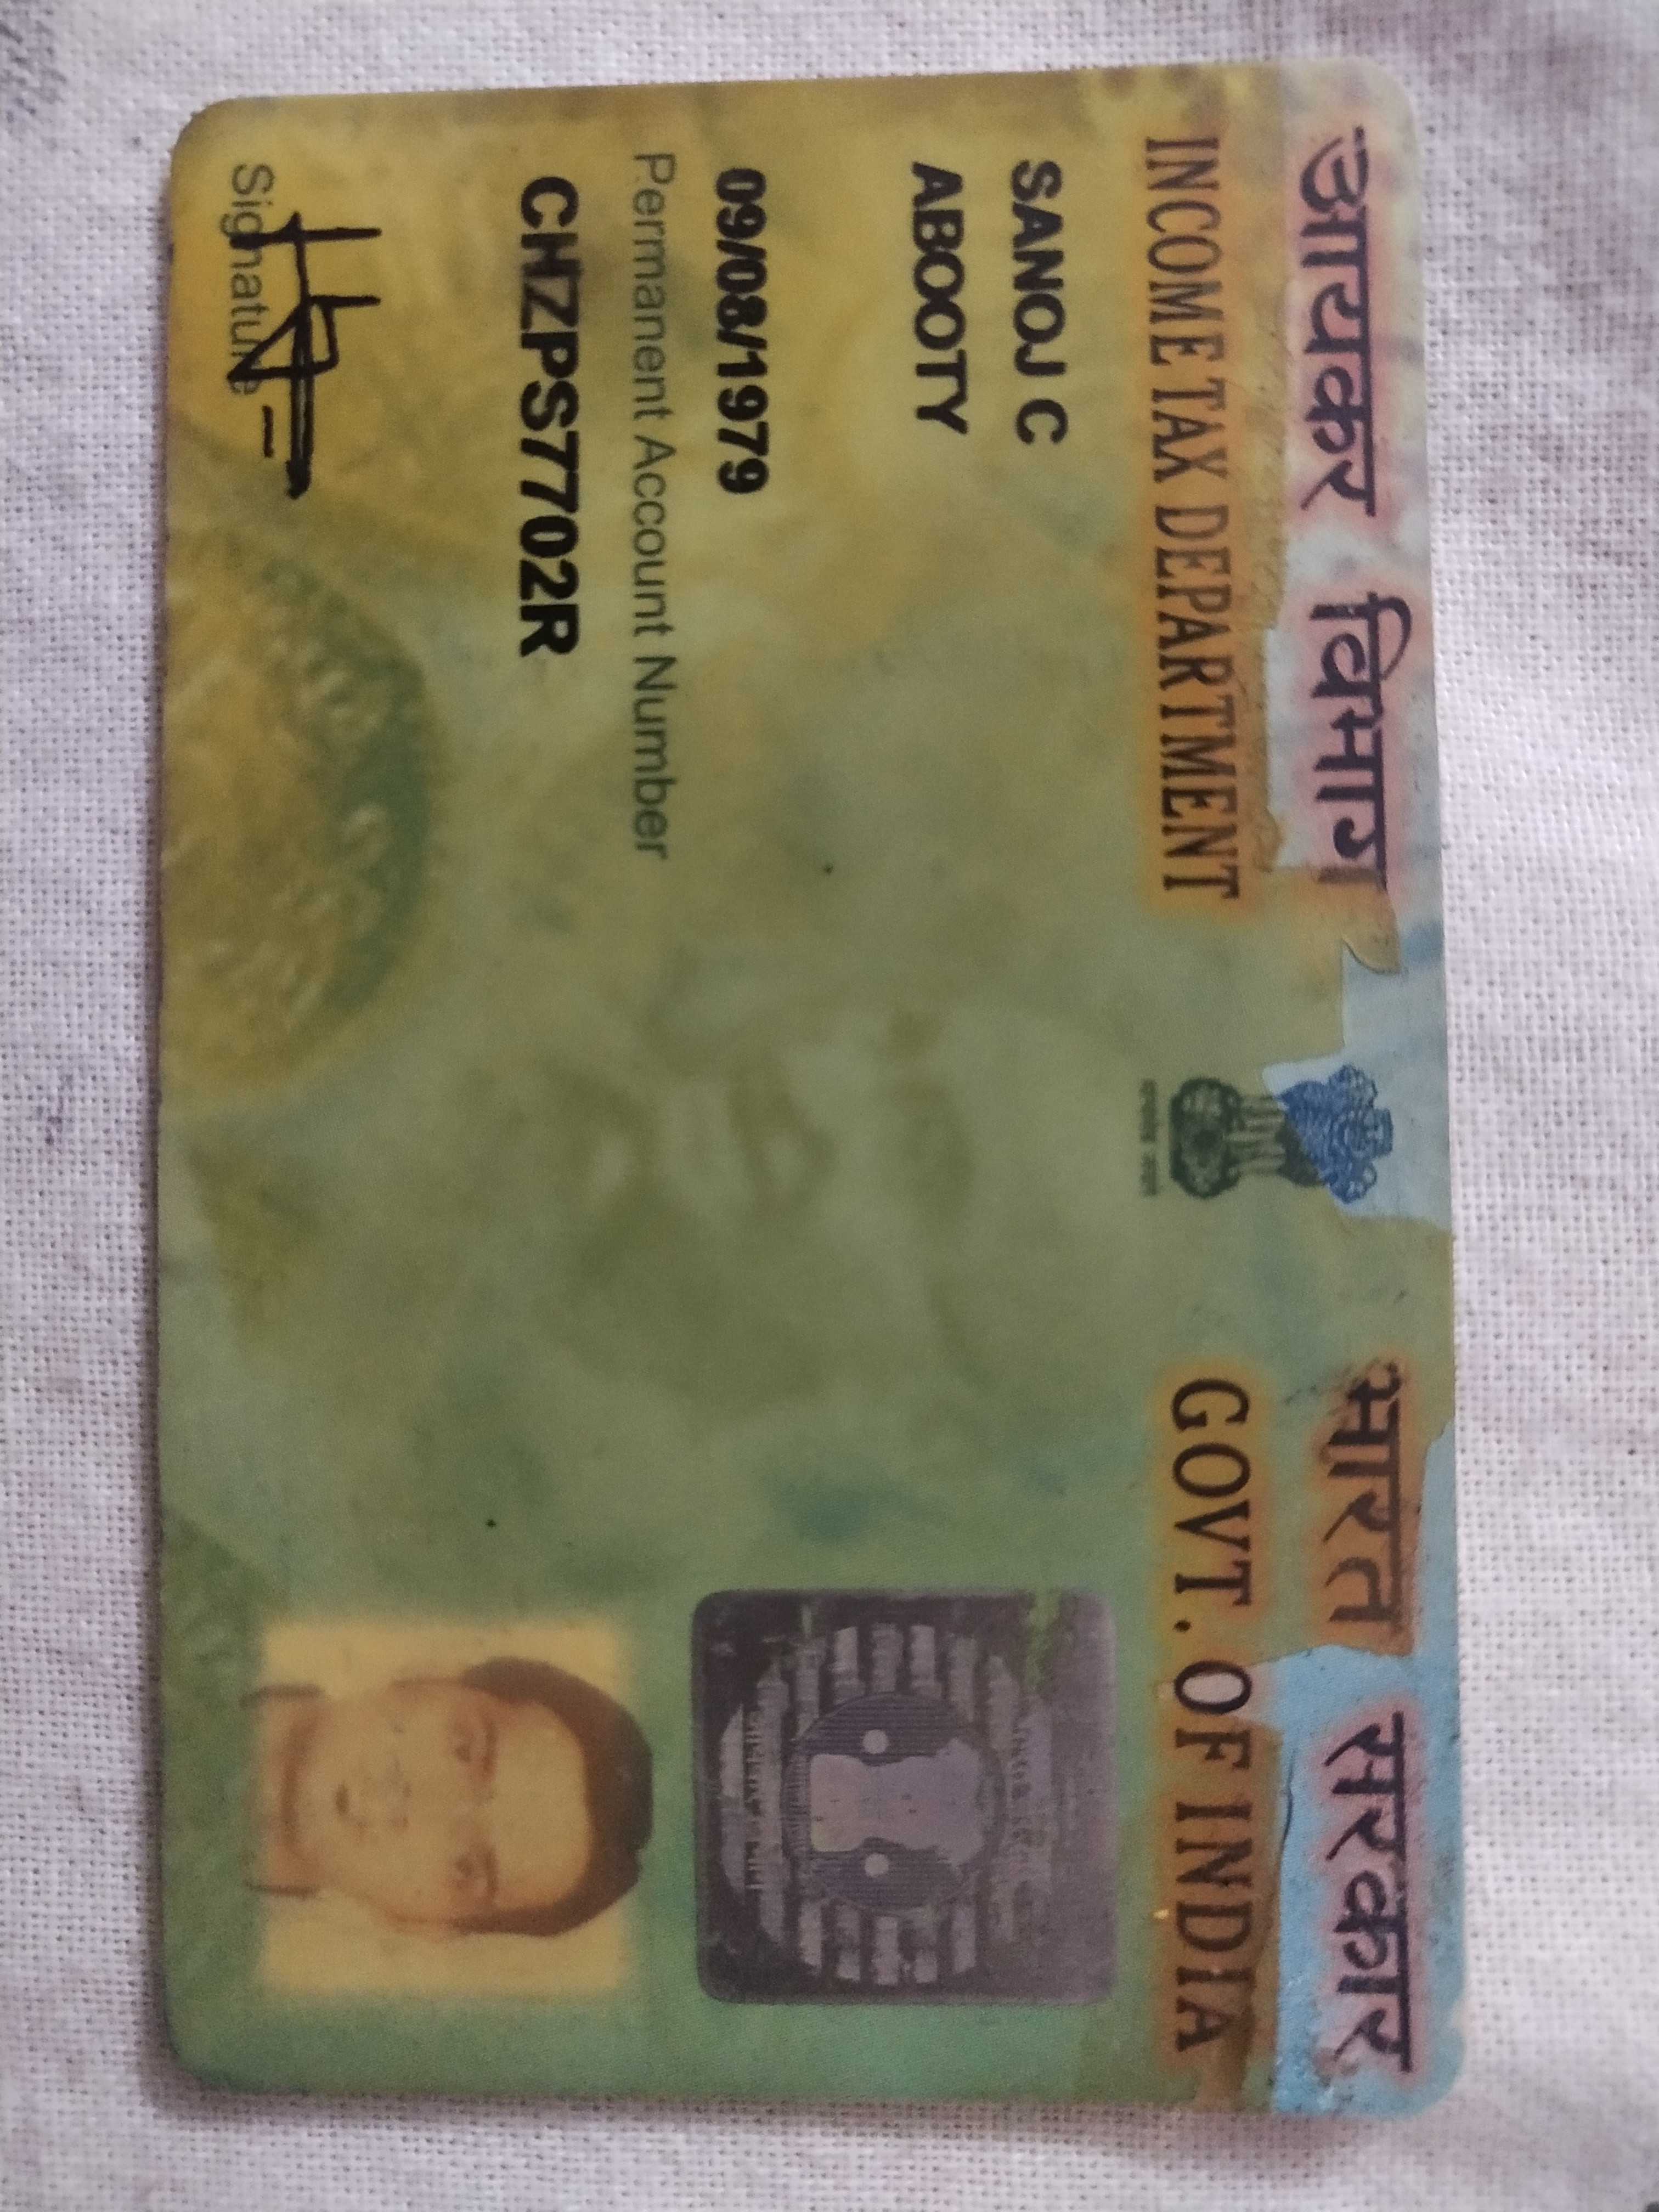 आयकर विभाग
INCOME TAX DEPARTMENT
भारत सरकार
GOVT. OF INDIA
SANOJ C
ABOOTY
09/08/1979
Permanent Account Number
CHZPS7702R
Signature